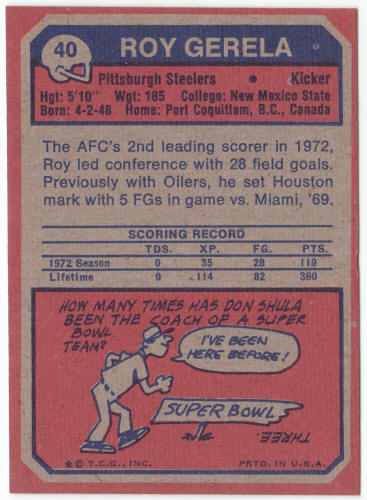 40
ROY GERELA
Pittsburgh Steelers • Kicker
Hgt: 5'10" Wgt: 185 College: New Mexico State
Born: 4-2-48 Home: Port Coquitlam, B.C., Canada
The AFC's 2nd leading scorer in 1972,
Roy led conference with 28 field goals.
Previously with Oilers, he set Houston
mark with 5 FGs in game vs. Miami, '69.
SCORING RECORD
TDS. XP. FG. PTS.
1972 Season 0 35 28 119
Lifetime 0 114 82 360
HOW MANY TIMES HAS DON SHULA
BEEN THE COACH OF A SUPER
BOWL
TEAM?
I'VE BEEN
HERE BEFORE!
SUPER BOWL
THREE.
*© T.C.G., INC. PRTD. IN U.S.A.